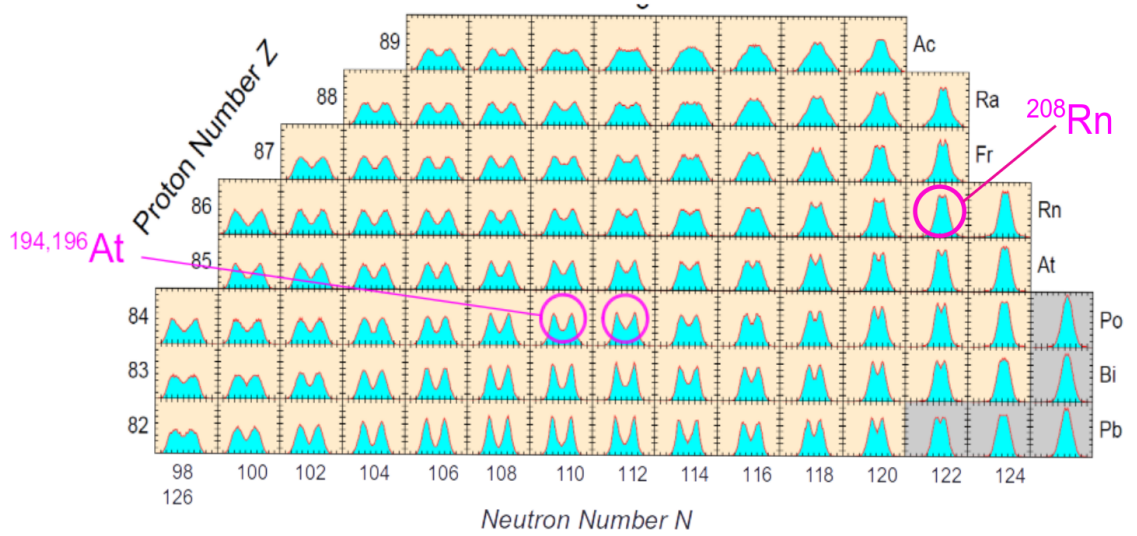 89 Ac
88 Ra
87 Fr
86 Rn
85 At
84 Po
83 Bi
82 Pb
Proton Number Z
208Rn
194,196At
98 100 102 104 106 108 110 112 114 116 118 120 122 124
126
Neutron Number N